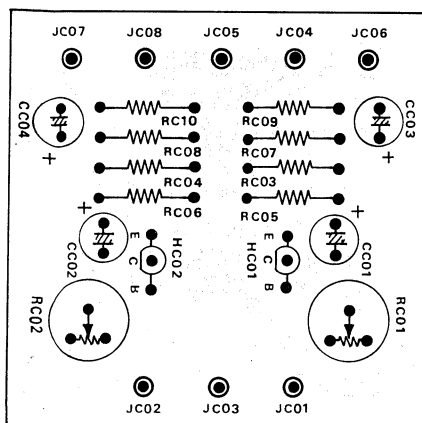 JC07 JC08 JC05 JC04 JC06
CC04
CC03
+
+
RC10 RC09
RC08 RC07
RC04 RC03
RC06 RC05
+
+
E
C
B
HC02
E
C
B
HC01
CC02
CC01
RC02
RC01
JC02 JC03 JC01